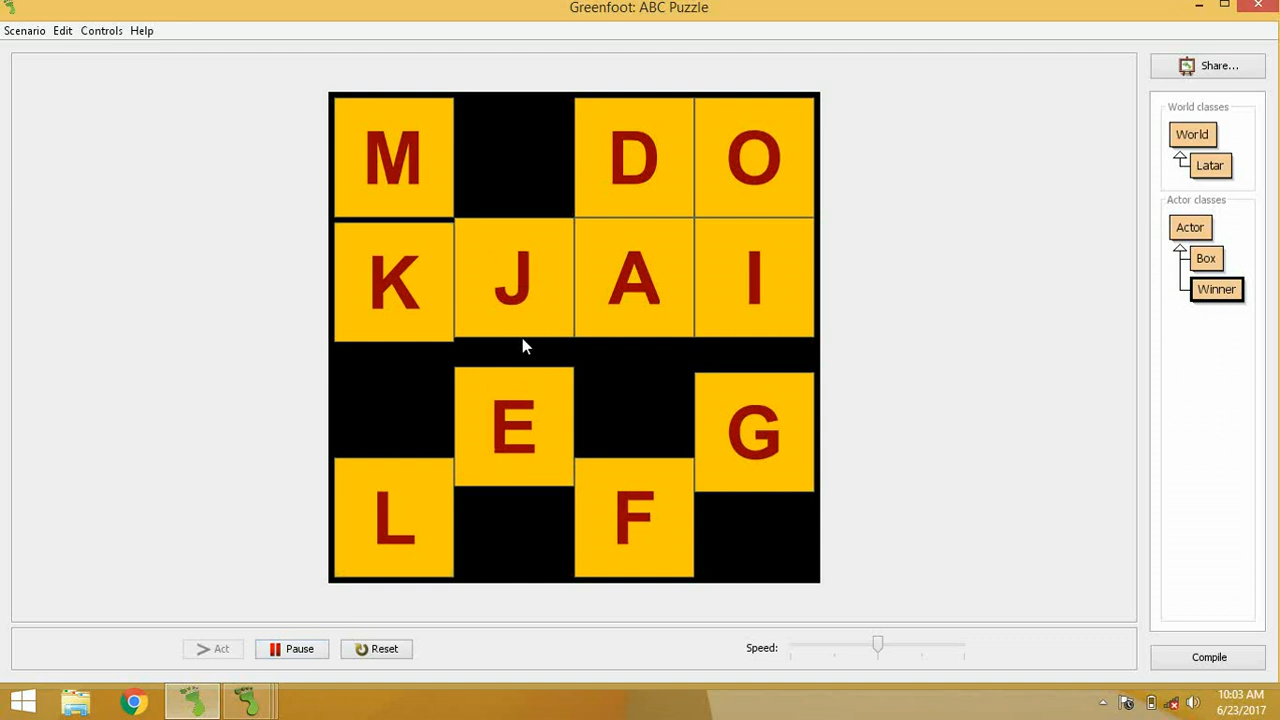 Greenfoot: ABC Puzzle
Scenario Edit Controls Help
Share...
World classes
World
Latar
Actor classes
Actor
Box
Winner
M D O
K J A I
E G
L F
Act Pause Reset Speed:
Compile
10:03 AM
6/23/2017